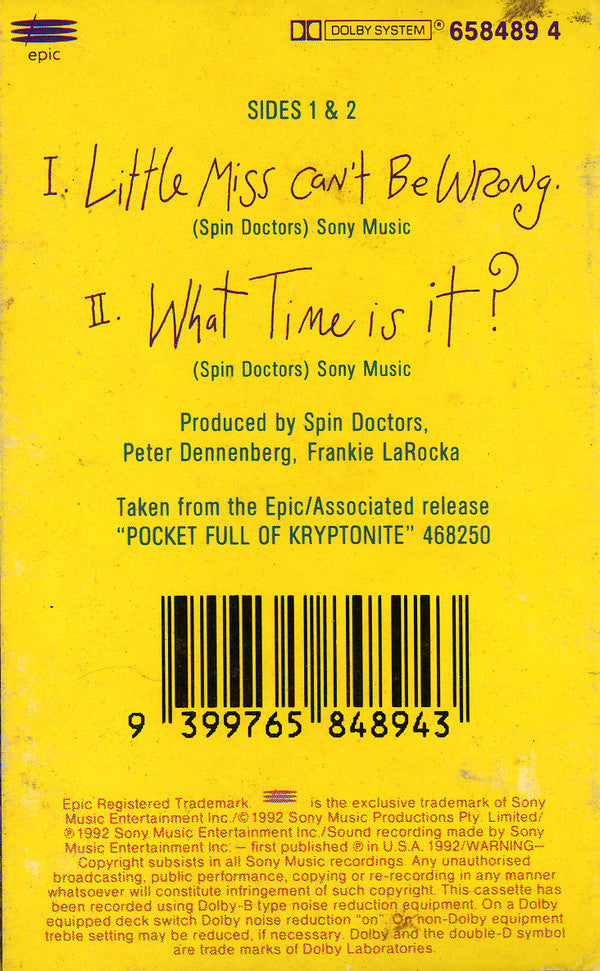 epic
DOLBY SYSTEM ® 658489 4
SIDES 1 & 2
I. Little Miss Can't Be Wrong.
(Spin Doctors) Sony Music
II. What Time is it?
(Spin Doctors) Sony Music
Produced by Spin Doctors,
Peter Dennenberg, Frankie LaRocka
Taken from the Epic/Associated release
“POCKET FULL OF KRYPTONITE” 468250
9 399765 848943
Epic Registered Trademark. is the exclusive trademark of Sony
Music Entertainment Inc./© 1992 Sony Music Productions Pty. Limited/
℗ 1992 Sony Music Entertainment Inc./Sound recording made by Sony
Music Entertainment Inc. – first published ℗ in U.S.A. 1992/WARNING–
Copyright subsists in all Sony Music recordings. Any unauthorised
broadcasting, public performance, copying or re-recording in any manner
whatsoever will constitute infringement of such copyright. This cassette has
been recorded using Dolby-B type noise reduction equipment. On a Dolby
equipped deck switch Dolby noise reduction “on”. On non-Dolby equipment
treble setting may be reduced, if necessary. Dolby and the double-D symbol
are trade marks of Dolby Laboratories.